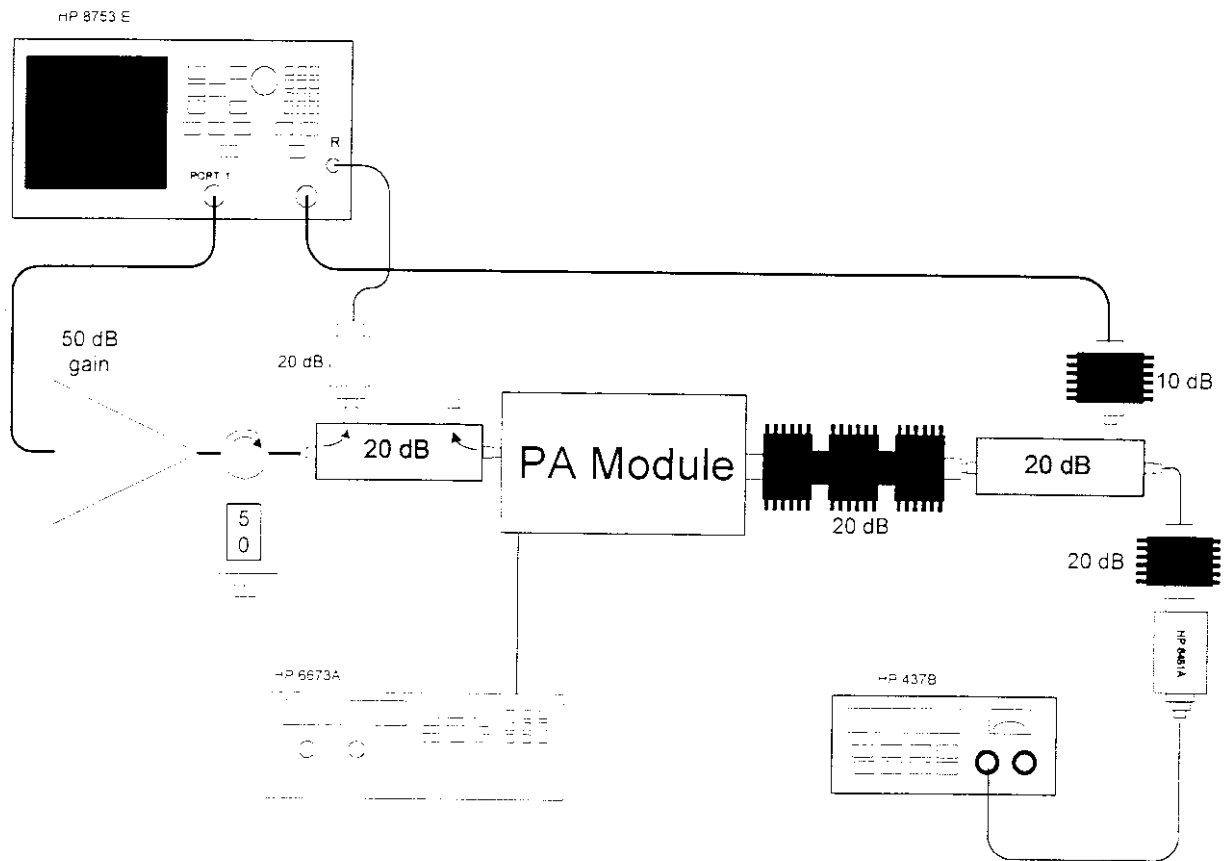 HP 8753 E
R
PORT 1
50 dB
gain
20 dB
10 dB
20 dB
PA Module
20 dB
20 dB
20 dB
5
0
HP 8481A
HP 6673A
HP 437B